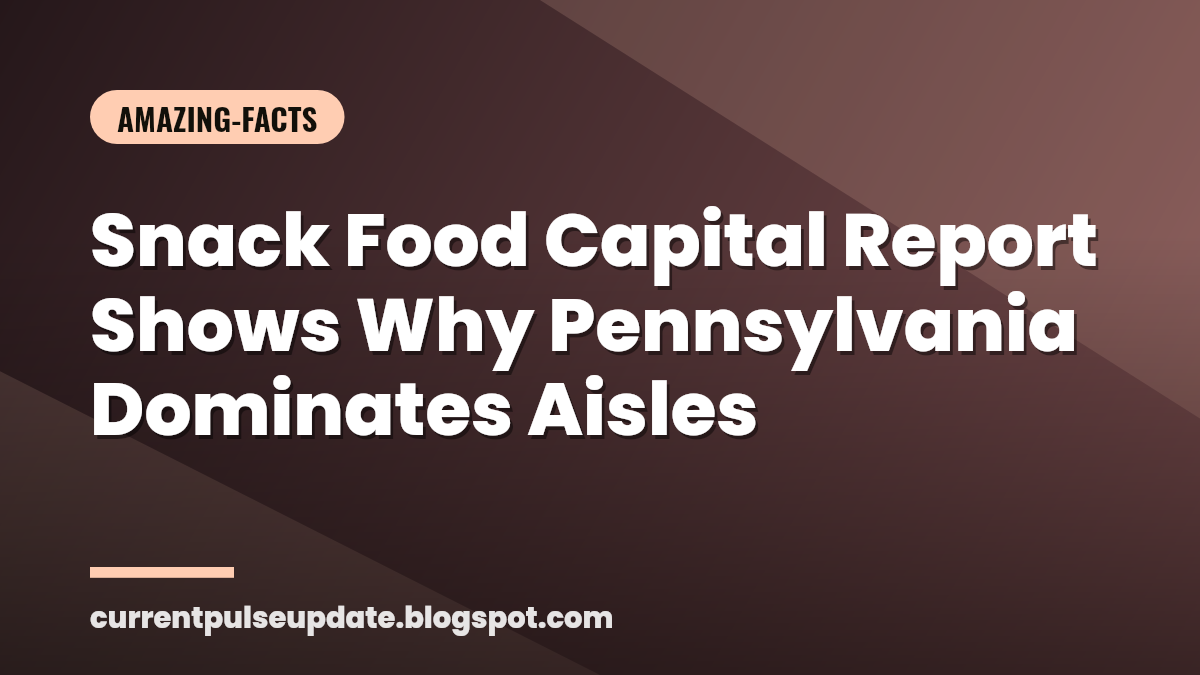 AMAZING-FACTS
Snack Food Capital Report
Shows Why Pennsylvania
Dominates Aisles
currentpulseupdate.blogspot.com